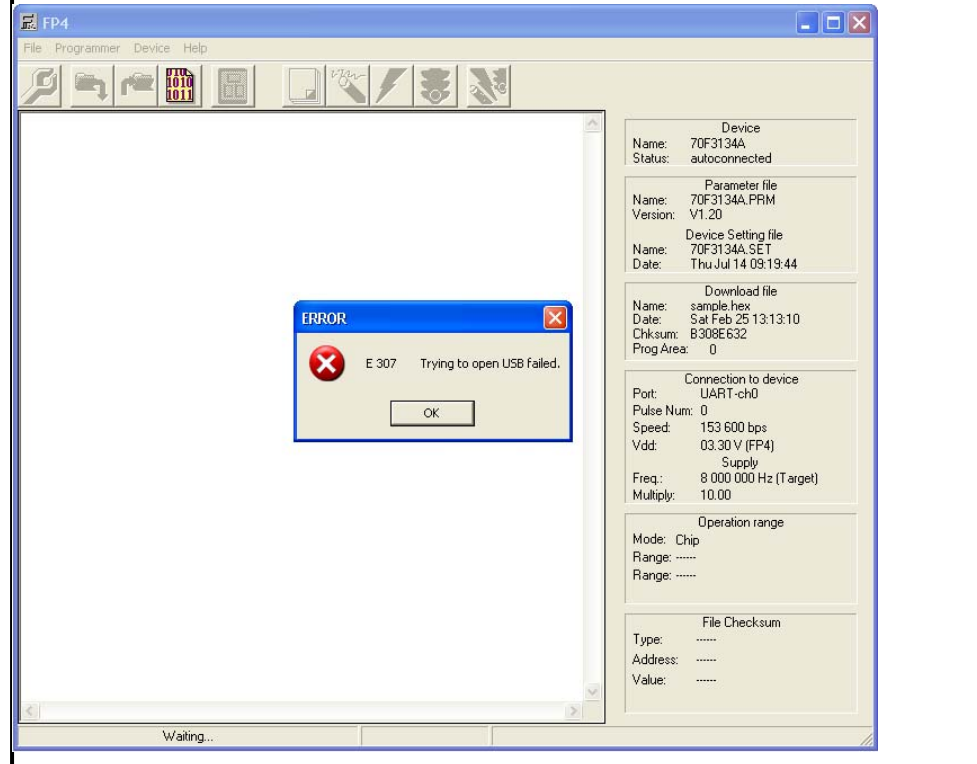 FP4
File Programmer Device Help
010
1010
1011
Device
Name: 70F3134A
Status: autoconnected
Parameter file
Name: 70F3134A.PRM
Version: V1.20
Device Setting file
Name: 70F3134A.SET
Date: Thu Jul 14 09:19:44
Download file
Name: sample.hex
Date: Sat Feb 25 13:13:10
Chksum: B308E632
Prog Area: 0
Connection to device
Port: UART-ch0
Pulse Num: 0
Speed: 153 600 bps
Vdd: 03.30 V (FP4)
Supply
Freq.: 8 000 000 Hz (Target)
Multiply: 10.00
Operation range
Mode: Chip
Range: ------
Range: ------
File Checksum
Type: ------
Address: ------
Value: ------
ERROR
E 307 Trying to open USB failed.
OK
Waiting...